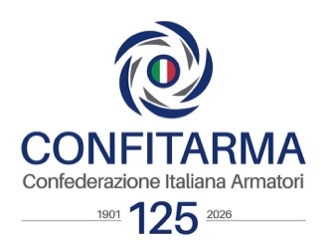 CONFITARMA
Confederazione Italiana Armatori
1901 125 2026